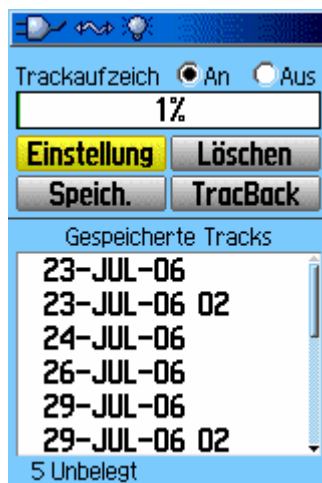 Trackaufzeich An Aus
1%
Einstellung Löschen
Speich. TracBack
Gespeicherte Tracks
23-JUL-06
23-JUL-06 02
24-JUL-06
26-JUL-06
29-JUL-06
29-JUL-06 02
5 Unbelegt